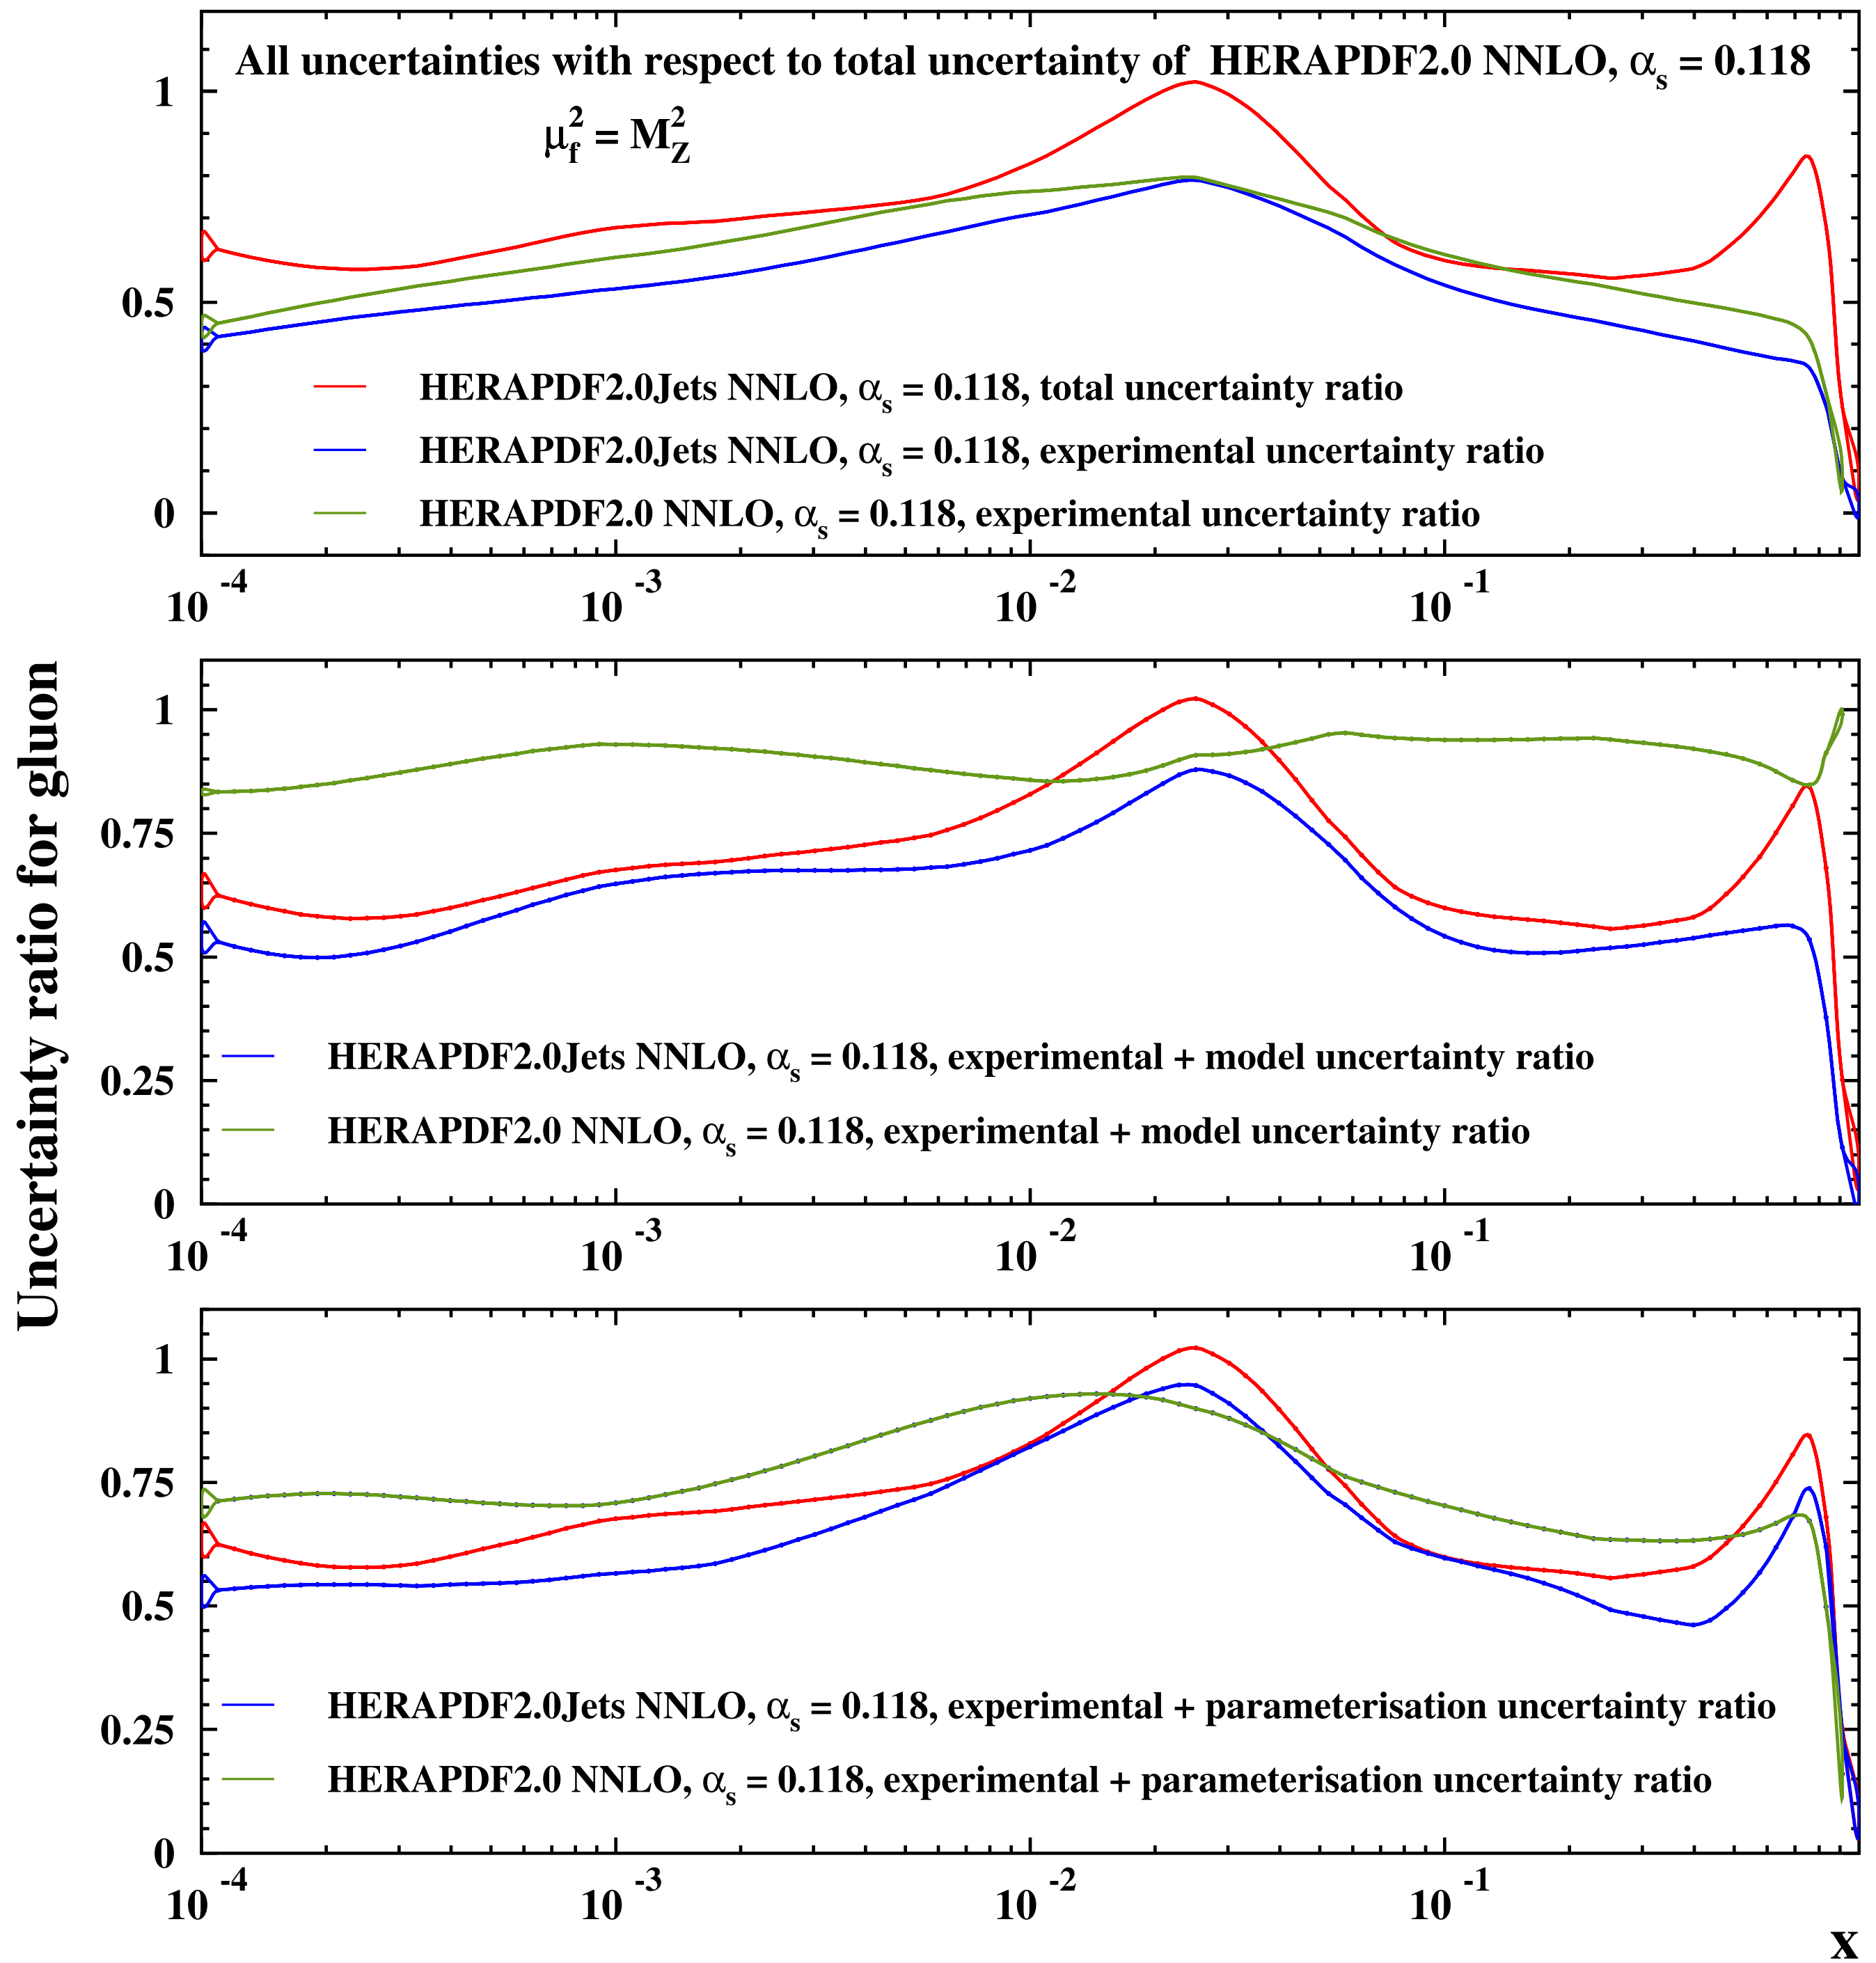 All uncertainties with respect to total uncertainty of HERAPDF2.0 NNLO, αs = 0.118
μf² = MZ²
1
0.5
0
HERAPDF2.0Jets NNLO, αs = 0.118, total uncertainty ratio
HERAPDF2.0Jets NNLO, αs = 0.118, experimental uncertainty ratio
HERAPDF2.0 NNLO, αs = 0.118, experimental uncertainty ratio
10⁻⁴ 10⁻³ 10⁻² 10⁻¹
Uncertainty ratio for gluon
1
0.75
0.5
0.25
0
HERAPDF2.0Jets NNLO, αs = 0.118, experimental + model uncertainty ratio
HERAPDF2.0 NNLO, αs = 0.118, experimental + model uncertainty ratio
10⁻⁴ 10⁻³ 10⁻² 10⁻¹
1
0.75
0.5
0.25
0
HERAPDF2.0Jets NNLO, αs = 0.118, experimental + parameterisation uncertainty ratio
HERAPDF2.0 NNLO, αs = 0.118, experimental + parameterisation uncertainty ratio
10⁻⁴ 10⁻³ 10⁻² 10⁻¹
x